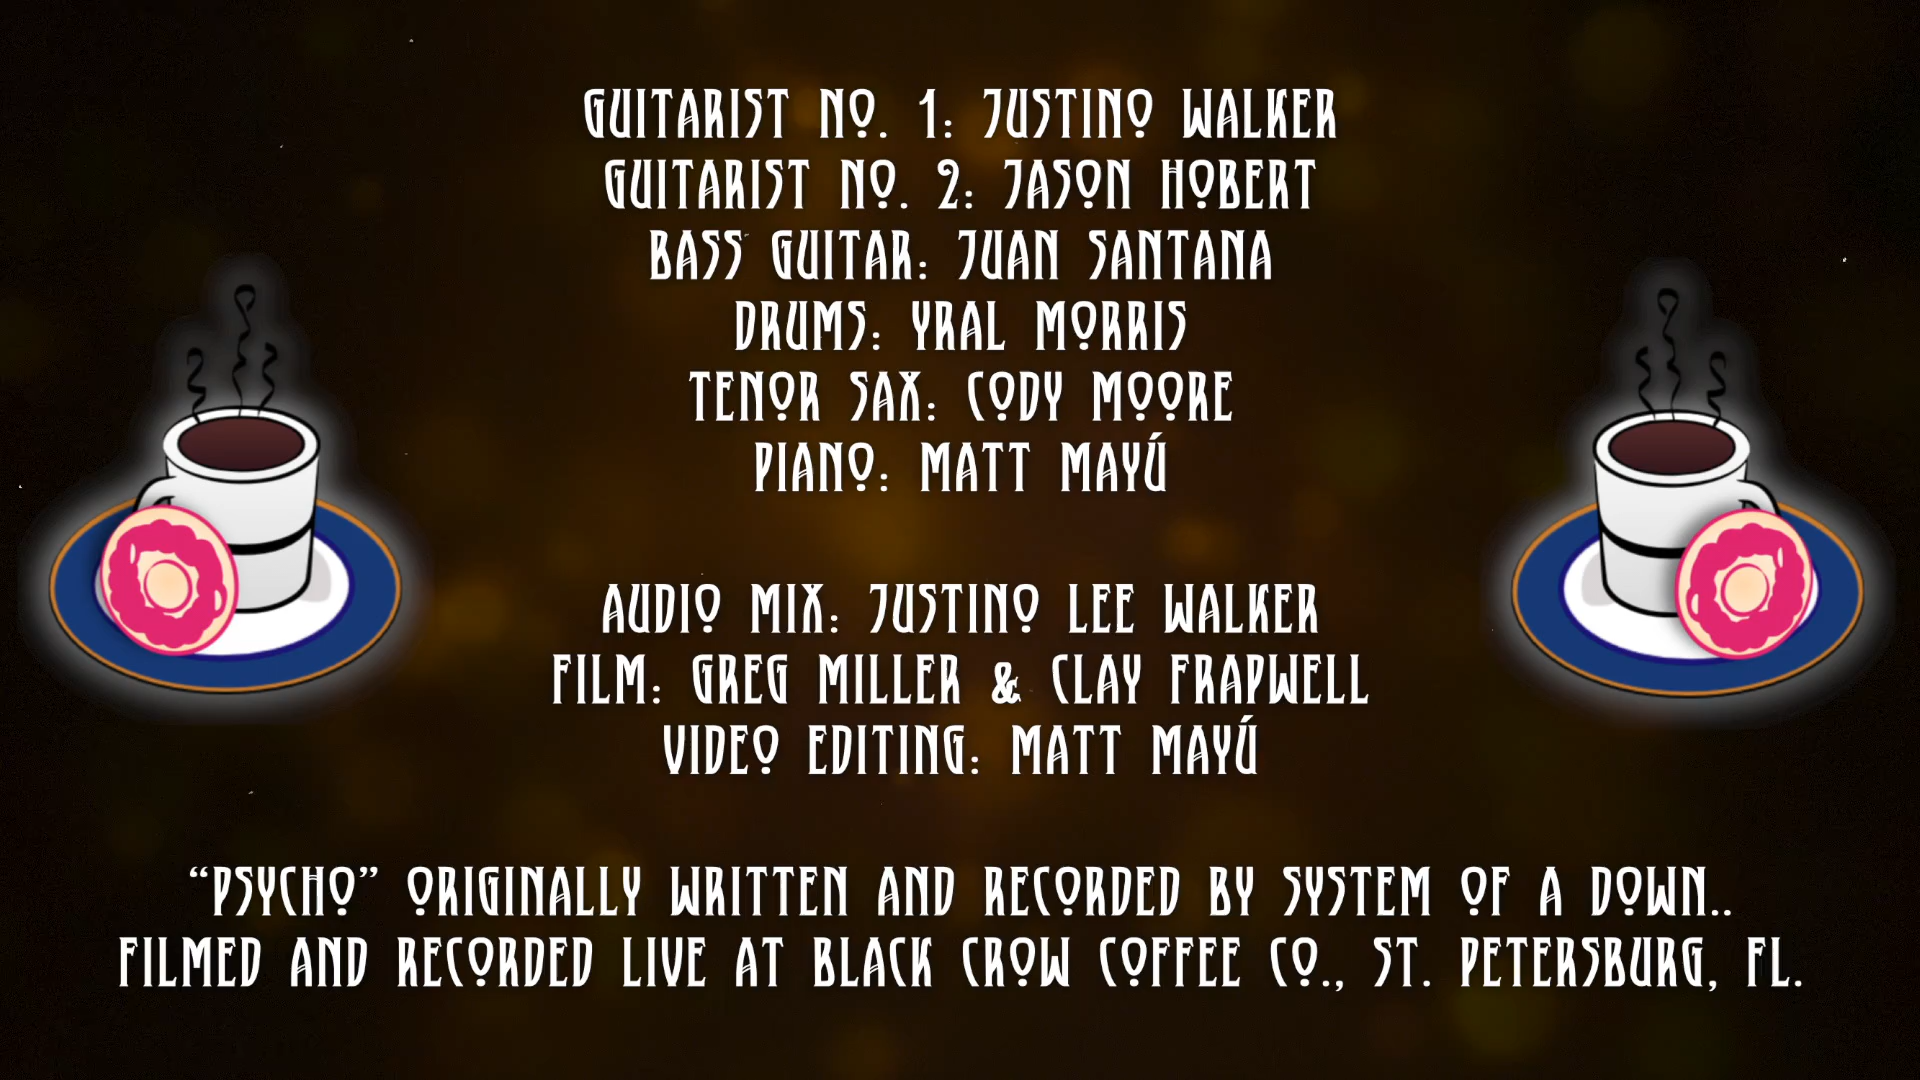 GUITARIST NO. 1: JUSTINO WALKER
GUITARIST NO. 2: JASON HOBERT
BASS GUITAR: JUAN SANTANA
DRUMS: YRAL MORRIS
TENOR SAX: CODY MOORE
PIANO: MATT MAYÚ
AUDIO MIX: JUSTINO LEE WALKER
FILM: GREG MILLER & CLAY FRAPWELL
VIDEO EDITING: MATT MAYÚ
“PSYCHO” ORIGINALLY WRITTEN AND RECORDED BY SYSTEM OF A DOWN..
FILMED AND RECORDED LIVE AT BLACK CROW COFFEE CO., ST. PETERSBURG, FL.